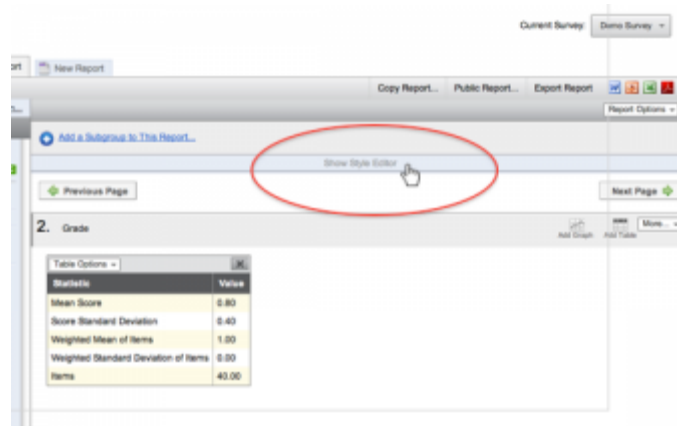 Current Survey: Demo Survey
ort New Report
Copy Report... Public Report... Export Report
Report Options
Add a Subgroup to This Report...
Show Style Editor
Previous Page Next Page
2. Grade Add Graph Add Table More...
Table Options
Statistic Value
Mean Score 0.80
Score Standard Deviation 0.40
Weighted Mean of Items 1.00
Weighted Standard Deviation of Items 0.00
Items 40.00